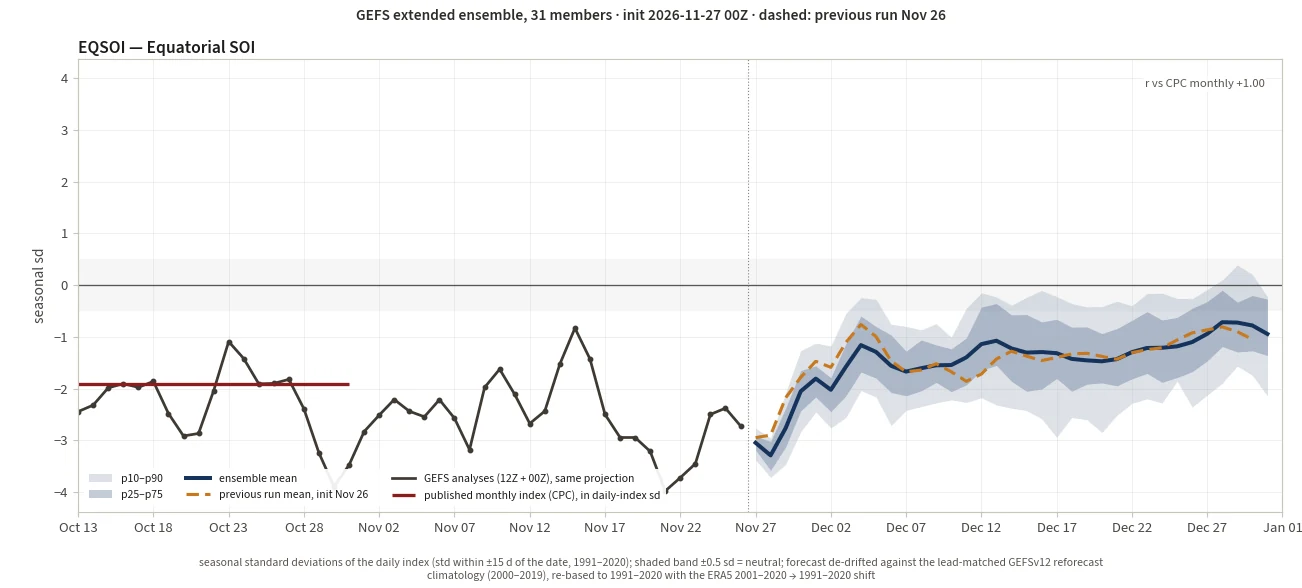 GEFS extended ensemble, 31 members · init 2026-11-27 00Z · dashed: previous run Nov 26
EQSOI — Equatorial SOI
r vs CPC monthly +1.00
seasonal sd
4
3
2
1
0
−1
−2
−3
−4
p10–p90
p25–p75
ensemble mean
previous run mean, init Nov 26
GEFS analyses (12Z + 00Z), same projection
published monthly index (CPC), in daily-index sd
Oct 13 Oct 18 Oct 23 Oct 28 Nov 02 Nov 07 Nov 12 Nov 17 Nov 22 Nov 27 Dec 02 Dec 07 Dec 12 Dec 17 Dec 22 Dec 27 Jan 01
seasonal standard deviations of the daily index (std within ±15 d of the date, 1991–2020); shaded band ±0.5 sd = neutral; forecast de-drifted against the lead-matched GEFSv12 reforecast
climatology (2000–2019), re-based to 1991–2020 with the ERA5 2001–2020 → 1991–2020 shift